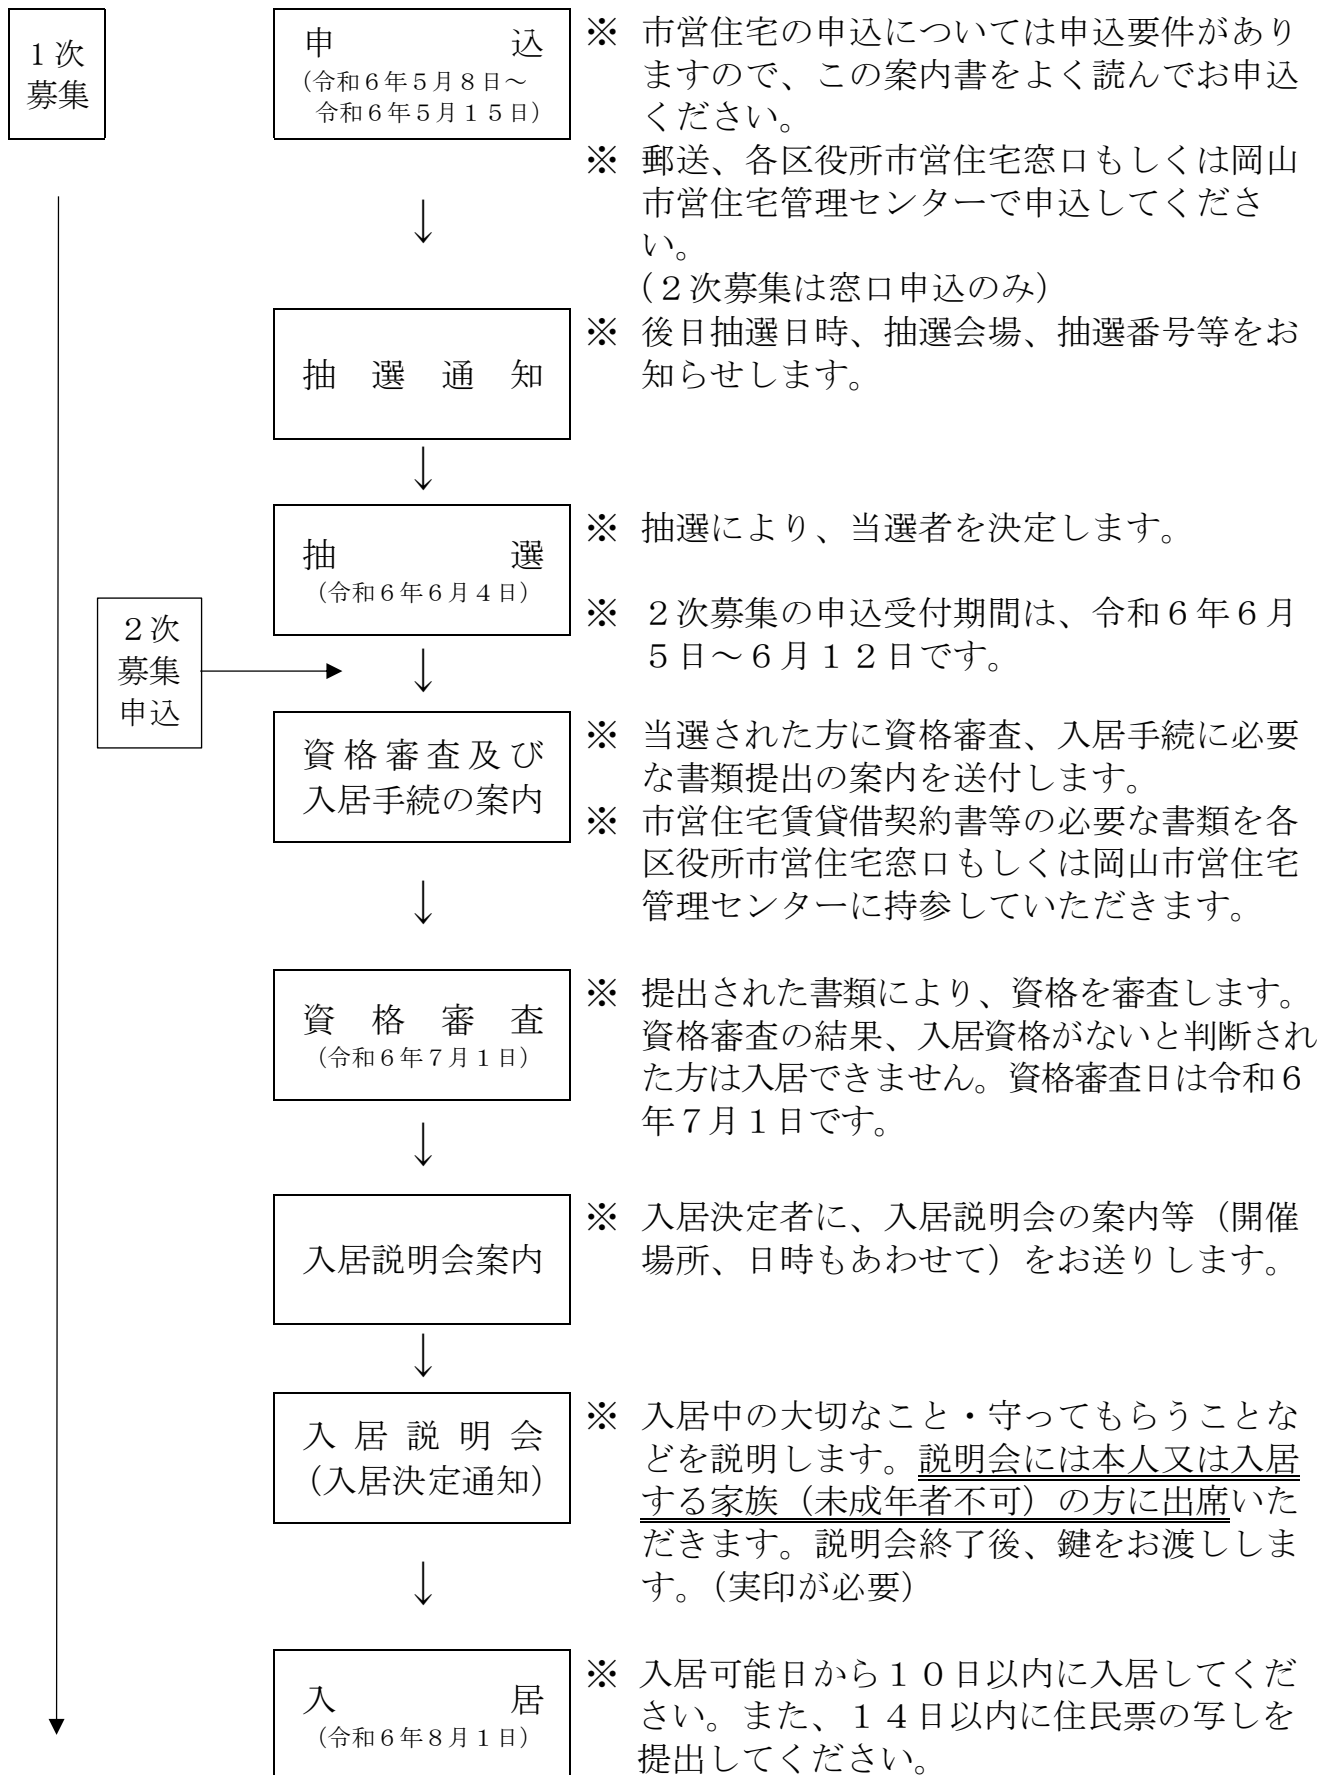 １次
募集
申込
(令和６年５月８日～
令和６年５月１５日)
※ 市営住宅の申込については申込要件があり
ますので、この案内書をよく読んでお申込
ください。
※ 郵送、各区役所市営住宅窓口もしくは岡山
市営住宅管理センターで申込してくださ
い。
(２次募集は窓口申込のみ)
↓
抽選通知
※ 後日抽選日時、抽選会場、抽選番号等をお
知らせします。
↓
抽選
(令和６年６月４日)
※ 抽選により、当選者を決定します。
※ ２次募集の申込受付期間は、令和６年６月
５日～６月１２日です。
２次
募集
申込
↓
資格審査及び
入居手続の案内
※ 当選された方に資格審査、入居手続に必要
な書類提出の案内を送付します。
※ 市営住宅賃貸借契約書等の必要な書類を各
区役所市営住宅窓口もしくは岡山市営住宅
管理センターに持参していただきます。
↓
資格審査
(令和６年７月１日)
※ 提出された書類により、資格を審査します。
資格審査の結果、入居資格がないと判断され
た方は入居できません。資格審査日は令和６
年７月１日です。
↓
入居説明会案内
※ 入居決定者に、入居説明会の案内等（開催
場所、日時もあわせて）をお送りします。
↓
入居説明会
(入居決定通知)
※ 入居中の大切なこと・守ってもらうことな
どを説明します。説明会には本人又は入居
する家族（未成年者不可）の方に出席いた
だきます。説明会終了後、鍵をお渡ししま
す。(実印が必要)
↓
入居
(令和６年８月１日)
※ 入居可能日から１０日以内に入居してくだ
さい。また、１４日以内に住民票の写しを
提出してください。